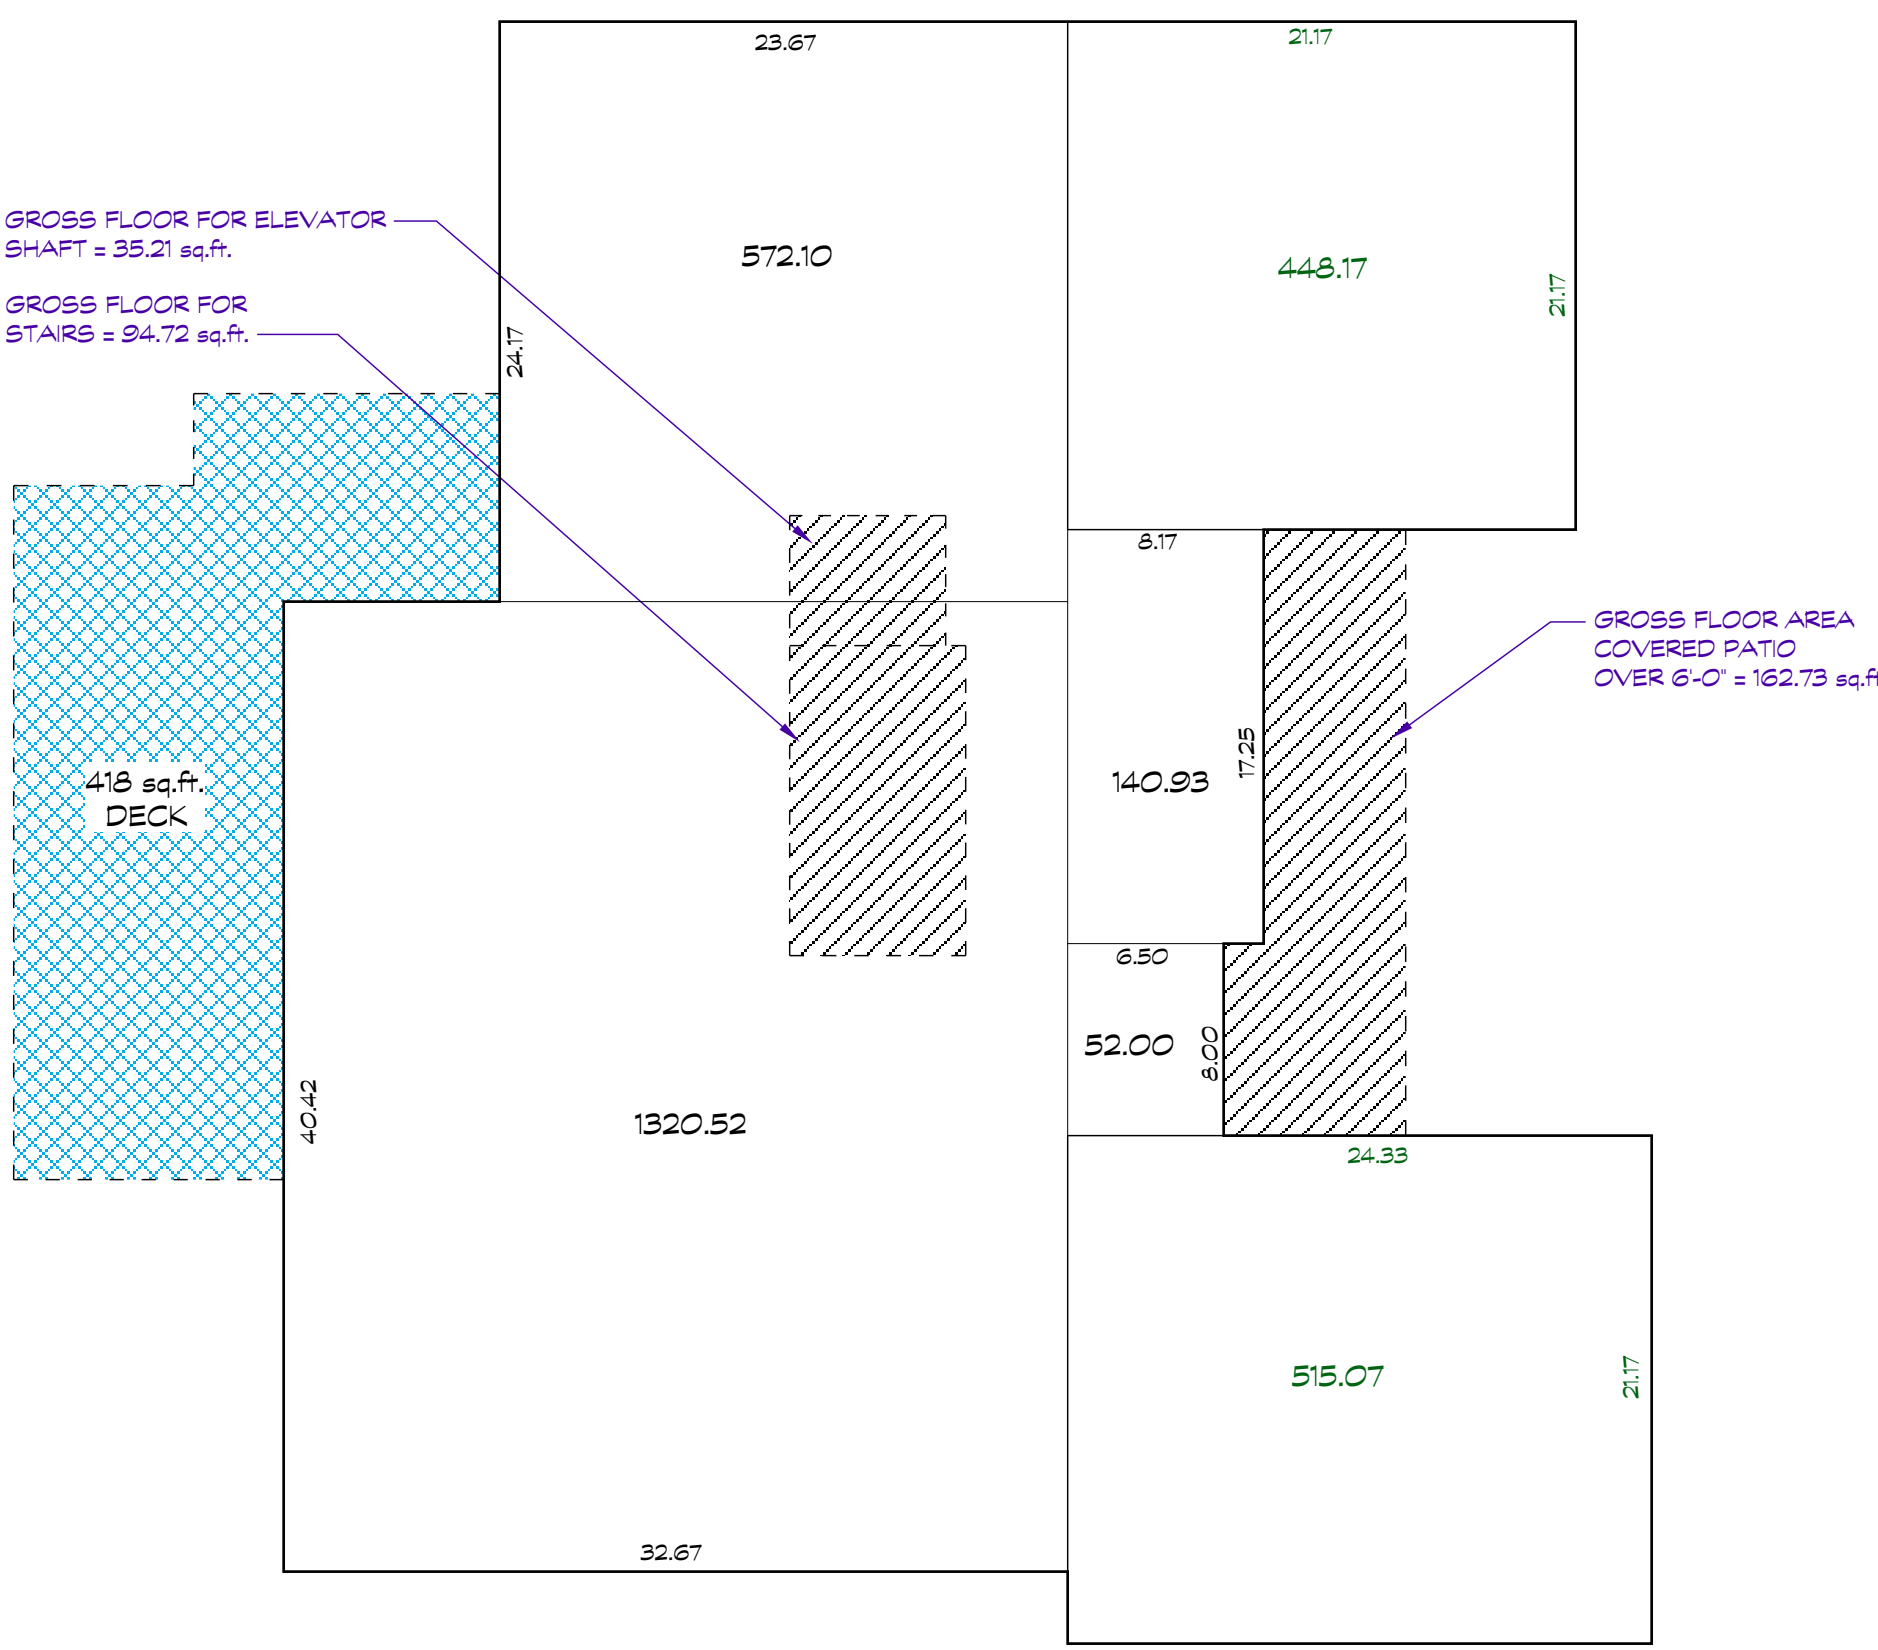 23.67
21.17
GROSS FLOOR FOR ELEVATOR
SHAFT = 35.21 sq.ft.
572.10
448.17
21.17
GROSS FLOOR FOR
STAIRS = 94.72 sq.ft.
24.17
8.17
GROSS FLOOR AREA
COVERED PATIO
OVER 6'-0" = 162.73 sq.ft
17.25
418 sq.ft.
DECK
140.93
6.50
52.00
8.00
40.42
1320.52
24.33
515.07
21.17
32.67